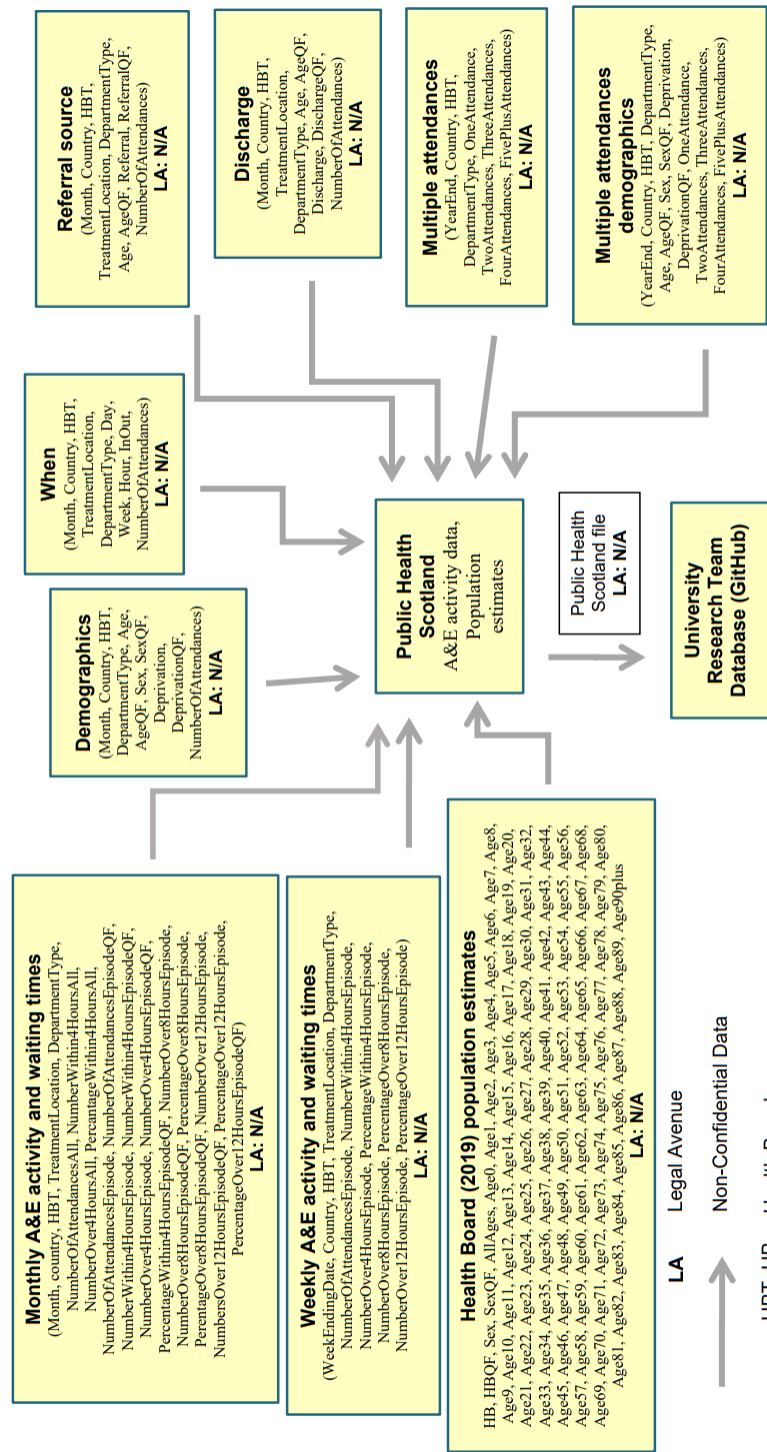 Monthly A&E activity and waiting times
(Month, country, HBT, TreatmentLocation, DepartmentType,
NumberOfAttendancesAll, NumberWithin4HoursAll,
NumberOver4HoursAll, PercentageWithin4HoursAll,
NumberOfAttendancesEpisode, NumberOfAttendancesEpisodeQF,
NumberWithin4HoursEpisode, NumberWithin4HoursEpisodeQF,
NumberOver4HoursEpisode, NumberOver4HoursEpisodeQF,
PercentageWithin4HoursEpisodeQF, NumberOver8HoursEpisode,
NumberOver8HoursEpisodeQF, PercentageOver8HoursEpisode,
PerentageOver8HoursEpisodeQF, NumberOver12HoursEpisode,
NumbersOver12HoursEpisodeQF, PercentageOver12HoursEpisode,
PercentageOver12HoursEpisodeQF)
LA: N/A
Weekly A&E activity and waiting times
(WeekEndingDate, Country, HBT, TreatmentLocation, DepartmentType,
NumberOfAttendancesEpisode, NumberWithin4HoursEpisode,
NumberOver4HoursEpisode, PercentageWithin4HoursEpisode,
NumberOver8HoursEpisode, PercentageOver8HoursEpisode,
NumberOver12HoursEpisode, PercentageOver12HoursEpisode)
LA: N/A
Health Board (2019) population estimates
HB, HBQF, Sex, SexQF, AllAges, Age0, Age1, Age2, Age3, Age4, Age5, Age6, Age7, Age8,
Age9, Age10, Age11, Age12, Age13, Age14, Age15, Age16, Age17, Age18, Age19, Age20,
Age21, Age22, Age23, Age24, Age25, Age26, Age27, Age28, Age29, Age30, Age31, Age32,
Age33, Age34, Age35, Age36, Age37, Age38, Age39, Age40, Age41, Age42, Age43, Age44,
Age45, Age46, Age47, Age48, Age49, Age50, Age51, Age52, Age53, Age54, Age55, Age56,
Age57, Age58, Age59, Age60, Age61, Age62, Age63, Age64, Age65, Age66, Age67, Age68,
Age69, Age70, Age71, Age72, Age73, Age74, Age75, Age76, Age77, Age78, Age79, Age80,
Age81, Age82, Age83, Age84, Age85, Age86, Age87, Age88, Age89, Age90plus
LA: N/A
Demographics
(Month, Country, HBT,
DepartmentType, Age,
AgeQF, Sex, SexQF,
Deprivation,
DeprivationQF,
NumberOfAttendances)
LA: N/A
When
(Month, Country, HBT,
TreatmentLocation,
DepartmentType, Day,
Week, Hour, InOut,
NumberOfAttendances)
LA: N/A
Referral source
(Month, Country, HBT,
TreatmentLocation, DepartmentType,
Age, AgeQF, Referral, ReferralQF,
NumberOfAttendances)
LA: N/A
Discharge
(Month, Country, HBT,
TreatmentLocation,
DepartmentType, Age, AgeQF,
Discharge, DischargeQF,
NumberOfAttendances)
LA: N/A
Multiple attendances
(YearEnd, Country, HBT,
DepartmentType, OneAttendance,
TwoAttendances, ThreeAttendances,
FourAttendances, FivePlusAttendances)
LA: N/A
Multiple attendances
demographics
(YearEnd, Country, HBT, DepartmentType,
Age, AgeQF, Sex, SexQF, Deprivation,
DeprivationQF, OneAttendance,
TwoAttendances, ThreeAttendances,
FourAttendances, FivePlusAttendances)
LA: N/A
Public Health
Scotland
A&E activity data,
Population
estimates
Public Health
Scotland file
LA: N/A
University
Research Team
Database (GitHub)
LA Legal Avenue
Non-Confidential Data